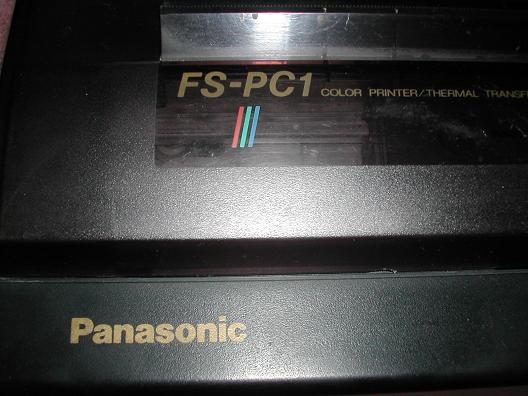 FS-PC1 COLOR PRINTER/THERMAL TRANSF
Panasonic